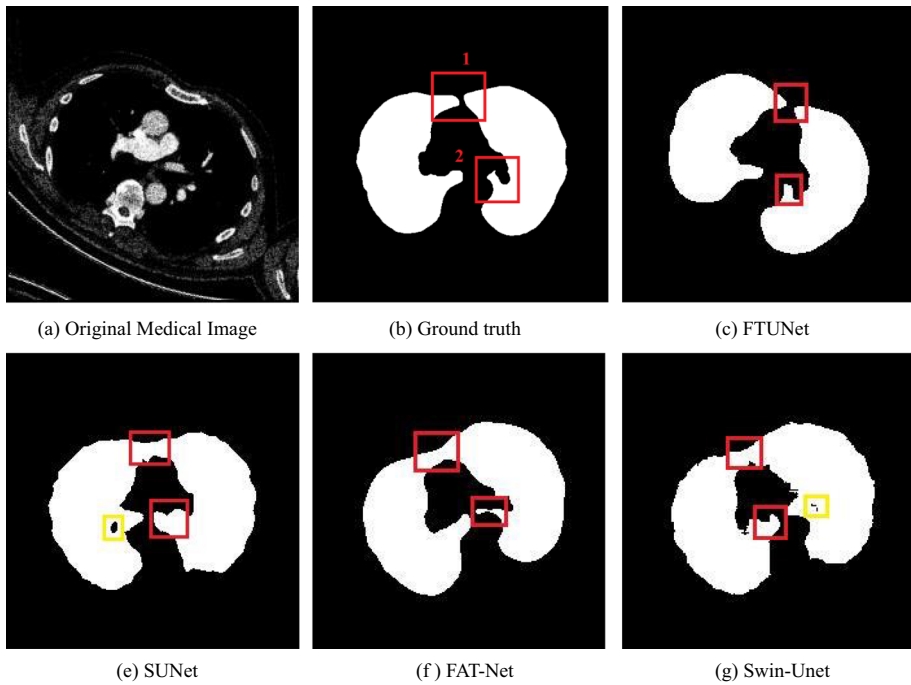 1
2
(a) Original Medical Image
(b) Ground truth
(c) FTUNet
(e) SUNet
(f ) FAT-Net
(g) Swin-Unet